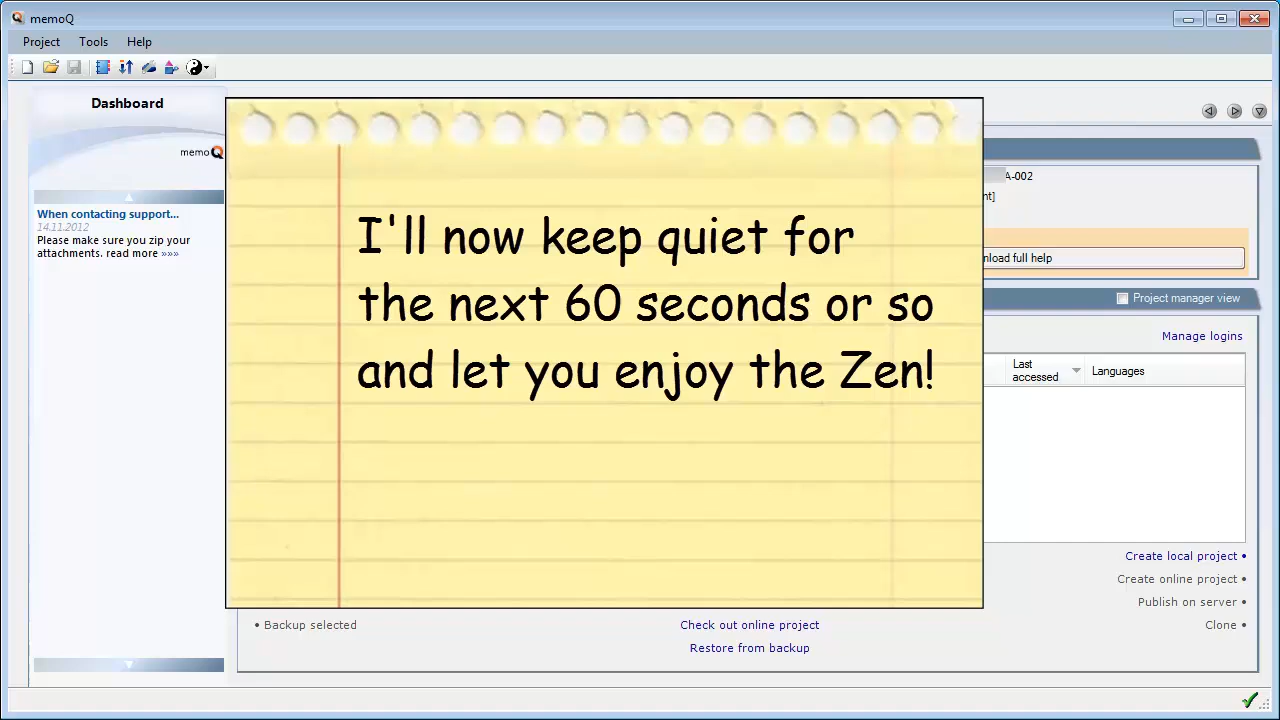 memoQ
Project Tools Help
Dashboard
memoQ
When contacting support...
14.11.2012
Please make sure you zip your
attachments. read more »»»
I'll now keep quiet for
the next 60 seconds or so
and let you enjoy the Zen!
A-002
Project manager view
Manage logins
Last
accessed
Languages
full help
Create local project •
Create online project •
Publish on server •
• Backup selected
Check out online project
Clone •
Restore from backup